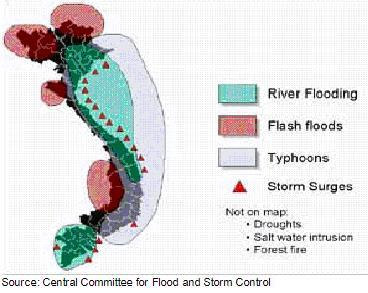 River Flooding
Flash floods
Typhoons
Storm Surges
Not on map:
• Droughts
• Salt water intrusion
• Forest fire
Source: Central Committee for Flood and Storm Control